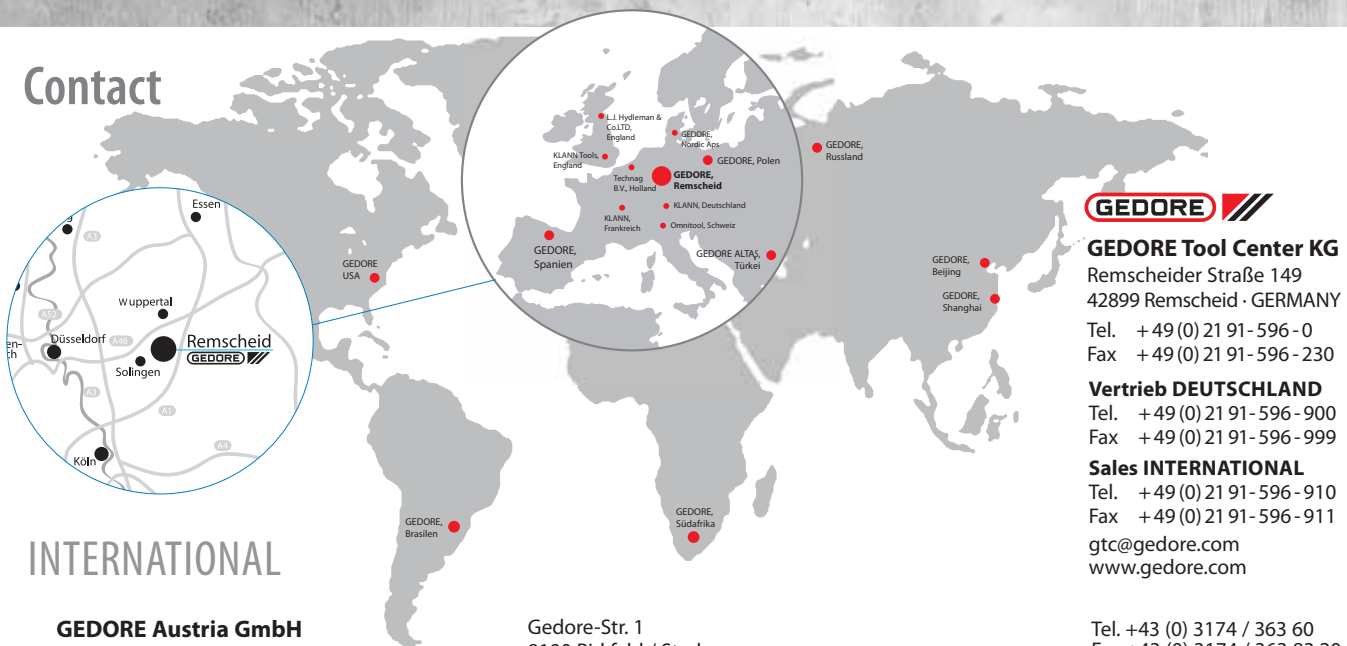 Contact
L.J. Hydleman &
Co.LTD,
England
GEDORE,
Nordic Aps
KLANN Tools,
England
GEDORE, Polen
Technag
B.V., Holland
GEDORE,
Remscheid
KLANN, Deutschland
KLANN,
Frankreich
Omnitool, Schweiz
GEDORE,
Spanien
GEDORE ALTAŞ,
Türkei
GEDORE,
Russland
GEDORE
USA
GEDORE,
Beijing
GEDORE,
Shanghai
GEDORE,
Brasilen
GEDORE,
Südafrika
Essen
A3
Wuppertal
A52
Düsseldorf
A46
Remscheid
GEDORE
Solingen
A3
A1
A4
Köln
GEDORE
GEDORE Tool Center KG
Remscheider Straße 149
42899 Remscheid · GERMANY
Tel. +49 (0) 21 91-596-0
Fax +49 (0) 21 91-596-230
Vertrieb DEUTSCHLAND
Tel. +49 (0) 21 91-596-900
Fax +49 (0) 21 91-596-999
Sales INTERNATIONAL
Tel. +49 (0) 21 91-596-910
Fax +49 (0) 21 91-596-911
gtc@gedore.com
www.gedore.com
INTERNATIONAL
GEDORE Austria GmbH
Gedore-Str. 1
Tel. +43 (0) 3174 / 363 60